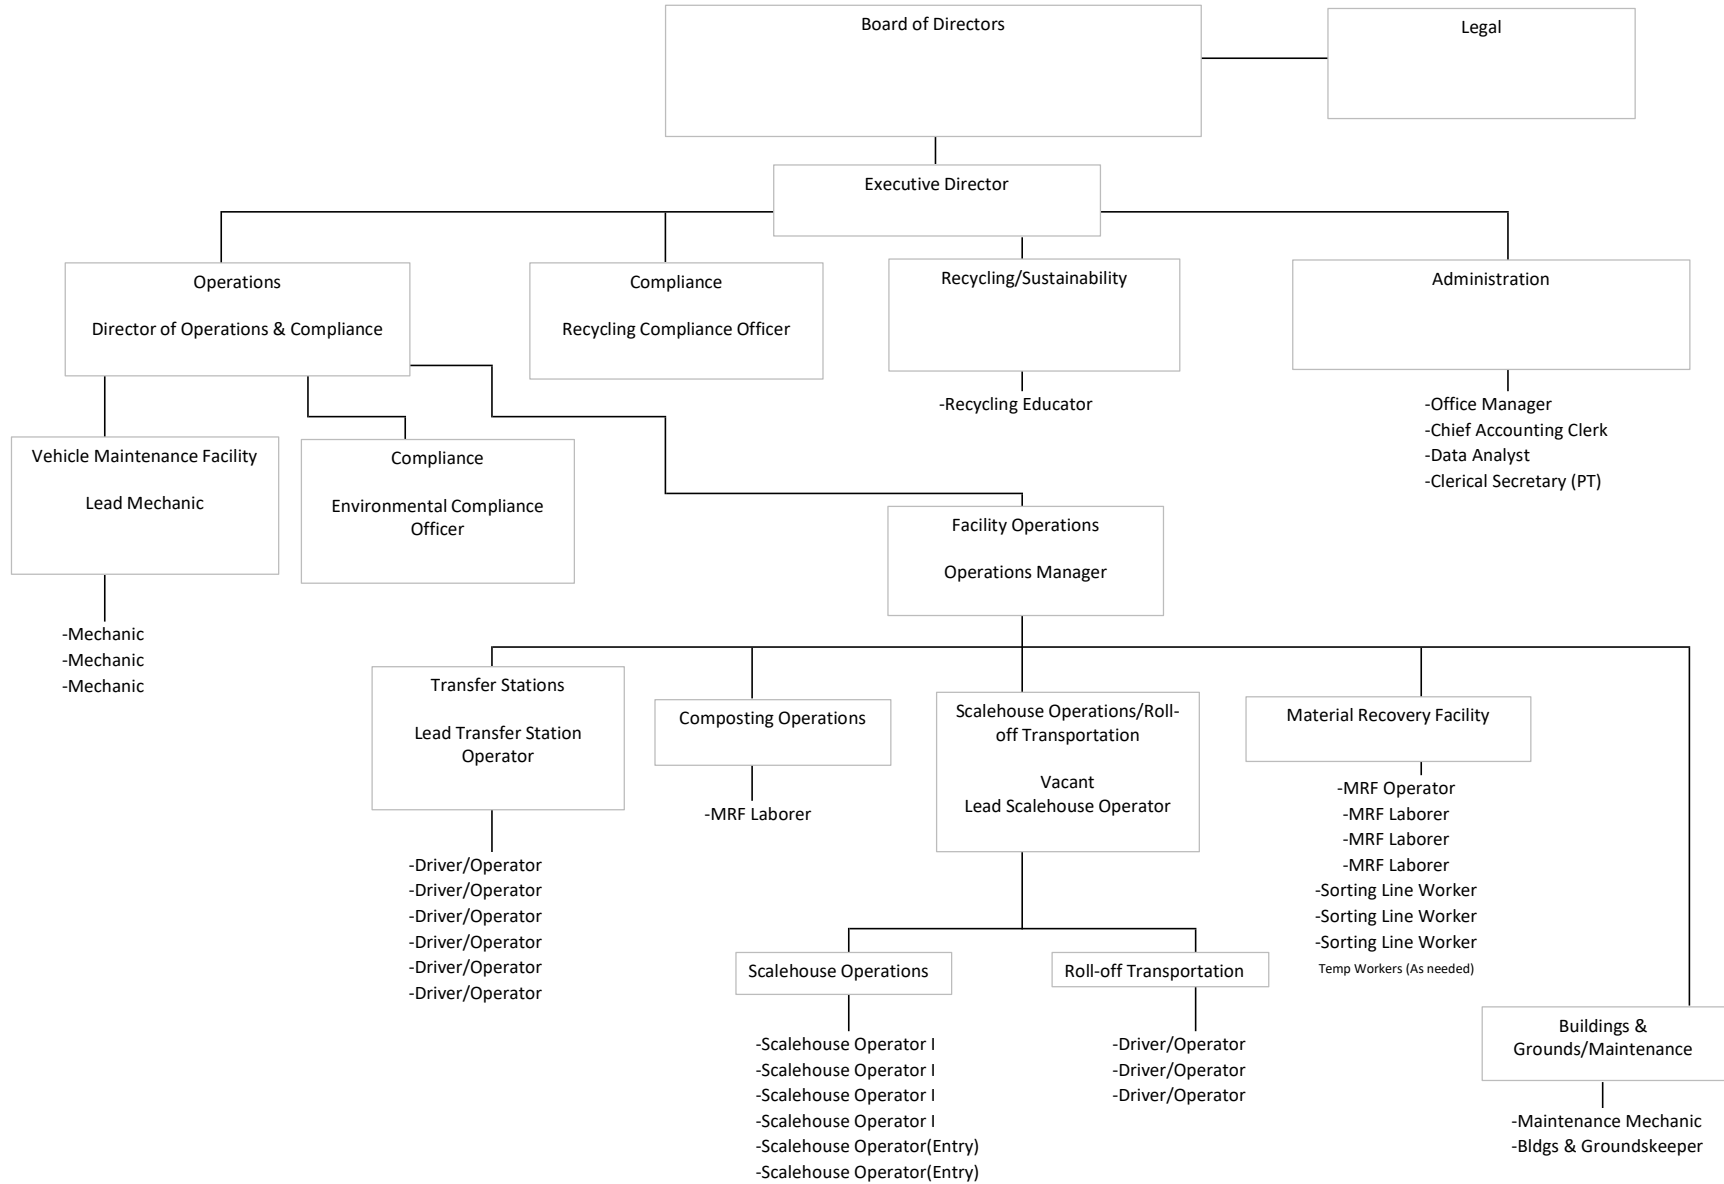 Board of Directors
Legal
Executive Director
Operations
Director of Operations & Compliance
Compliance
Recycling Compliance Officer
Recycling/Sustainability
-Recycling Educator
Administration
-Office Manager
-Chief Accounting Clerk
-Data Analyst
-Clerical Secretary (PT)
Vehicle Maintenance Facility
Lead Mechanic
-Mechanic
-Mechanic
-Mechanic
Compliance
Environmental Compliance
Officer
Facility Operations
Operations Manager
Transfer Stations
Lead Transfer Station
Operator
-Driver/Operator
-Driver/Operator
-Driver/Operator
-Driver/Operator
-Driver/Operator
-Driver/Operator
Composting Operations
-MRF Laborer
Scalehouse Operations/Roll-
off Transportation
Vacant
Lead Scalehouse Operator
Scalehouse Operations
-Scalehouse Operator I
-Scalehouse Operator I
-Scalehouse Operator I
-Scalehouse Operator I
-Scalehouse Operator(Entry)
-Scalehouse Operator(Entry)
Roll-off Transportation
-Driver/Operator
-Driver/Operator
-Driver/Operator
Material Recovery Facility
-MRF Operator
-MRF Laborer
-MRF Laborer
-MRF Laborer
-Sorting Line Worker
-Sorting Line Worker
-Sorting Line Worker
Temp Workers (As needed)
Buildings &
Grounds/Maintenance
-Maintenance Mechanic
-Bldgs & Groundskeeper